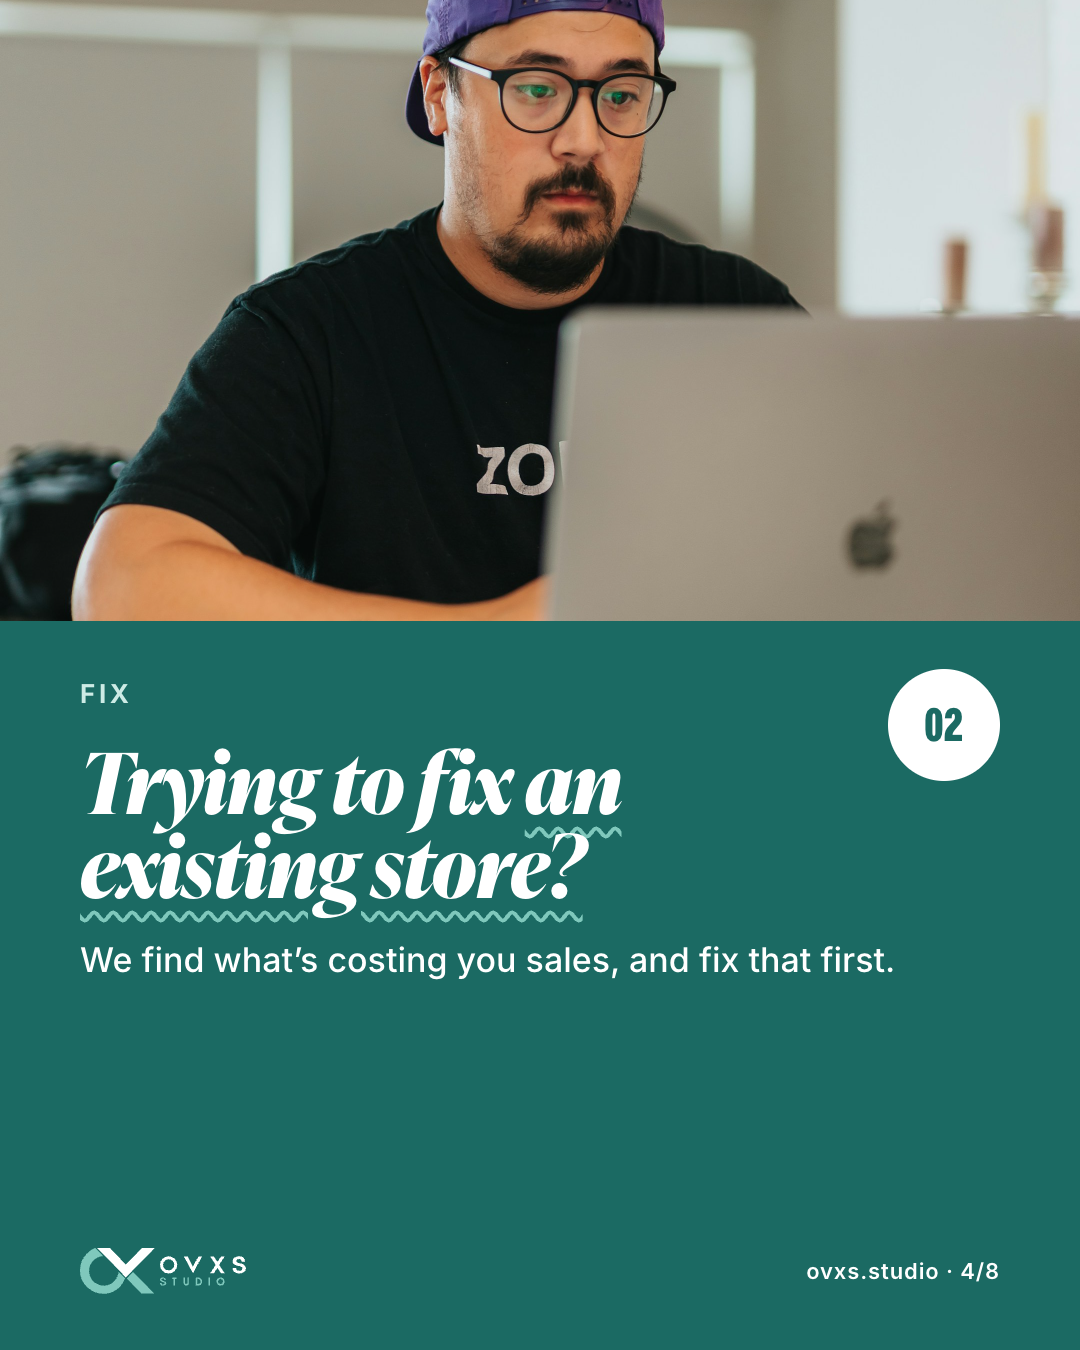 FIX
02
Trying to fix an
existing store?
We find what’s costing you sales, and fix that first.
OVXS
STUDIO
ovxs.studio · 4/8